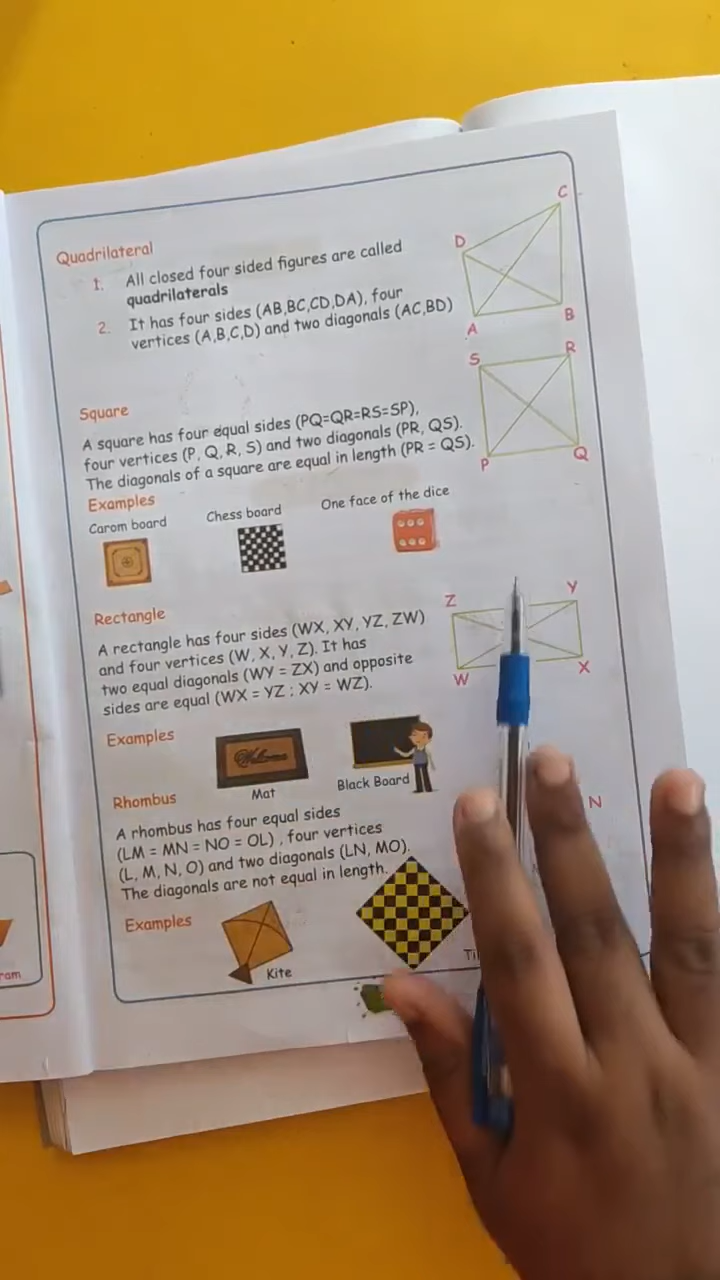 Quadrilateral
1. All closed four sided figures are called
quadrilaterals
2. It has four sides (AB,BC,CD,DA), four
vertices (A,B,C,D) and two diagonals (AC,BD)
C
D
A
B
Square
A square has four equal sides (PQ=QR=RS=SP),
four vertices (P, Q, R, S) and two diagonals (PR, QS).
The diagonals of a square are equal in length (PR = QS).
S
R
P
Q
Examples
Carom board
Chess board
One face of the dice
Rectangle
A rectangle has four sides (WX, XY, YZ, ZW)
and four vertices (W, X, Y, Z). It has
two equal diagonals (WY = ZX) and opposite
sides are equal (WX = YZ ; XY = WZ).
Z
Y
W
X
Examples
Welcome
Mat
Black Board
Rhombus
A rhombus has four equal sides
(LM = MN = NO = OL) , four vertices
(L, M, N, O) and two diagonals (LN, MO).
The diagonals are not equal in length.
N
Examples
Kite
ram